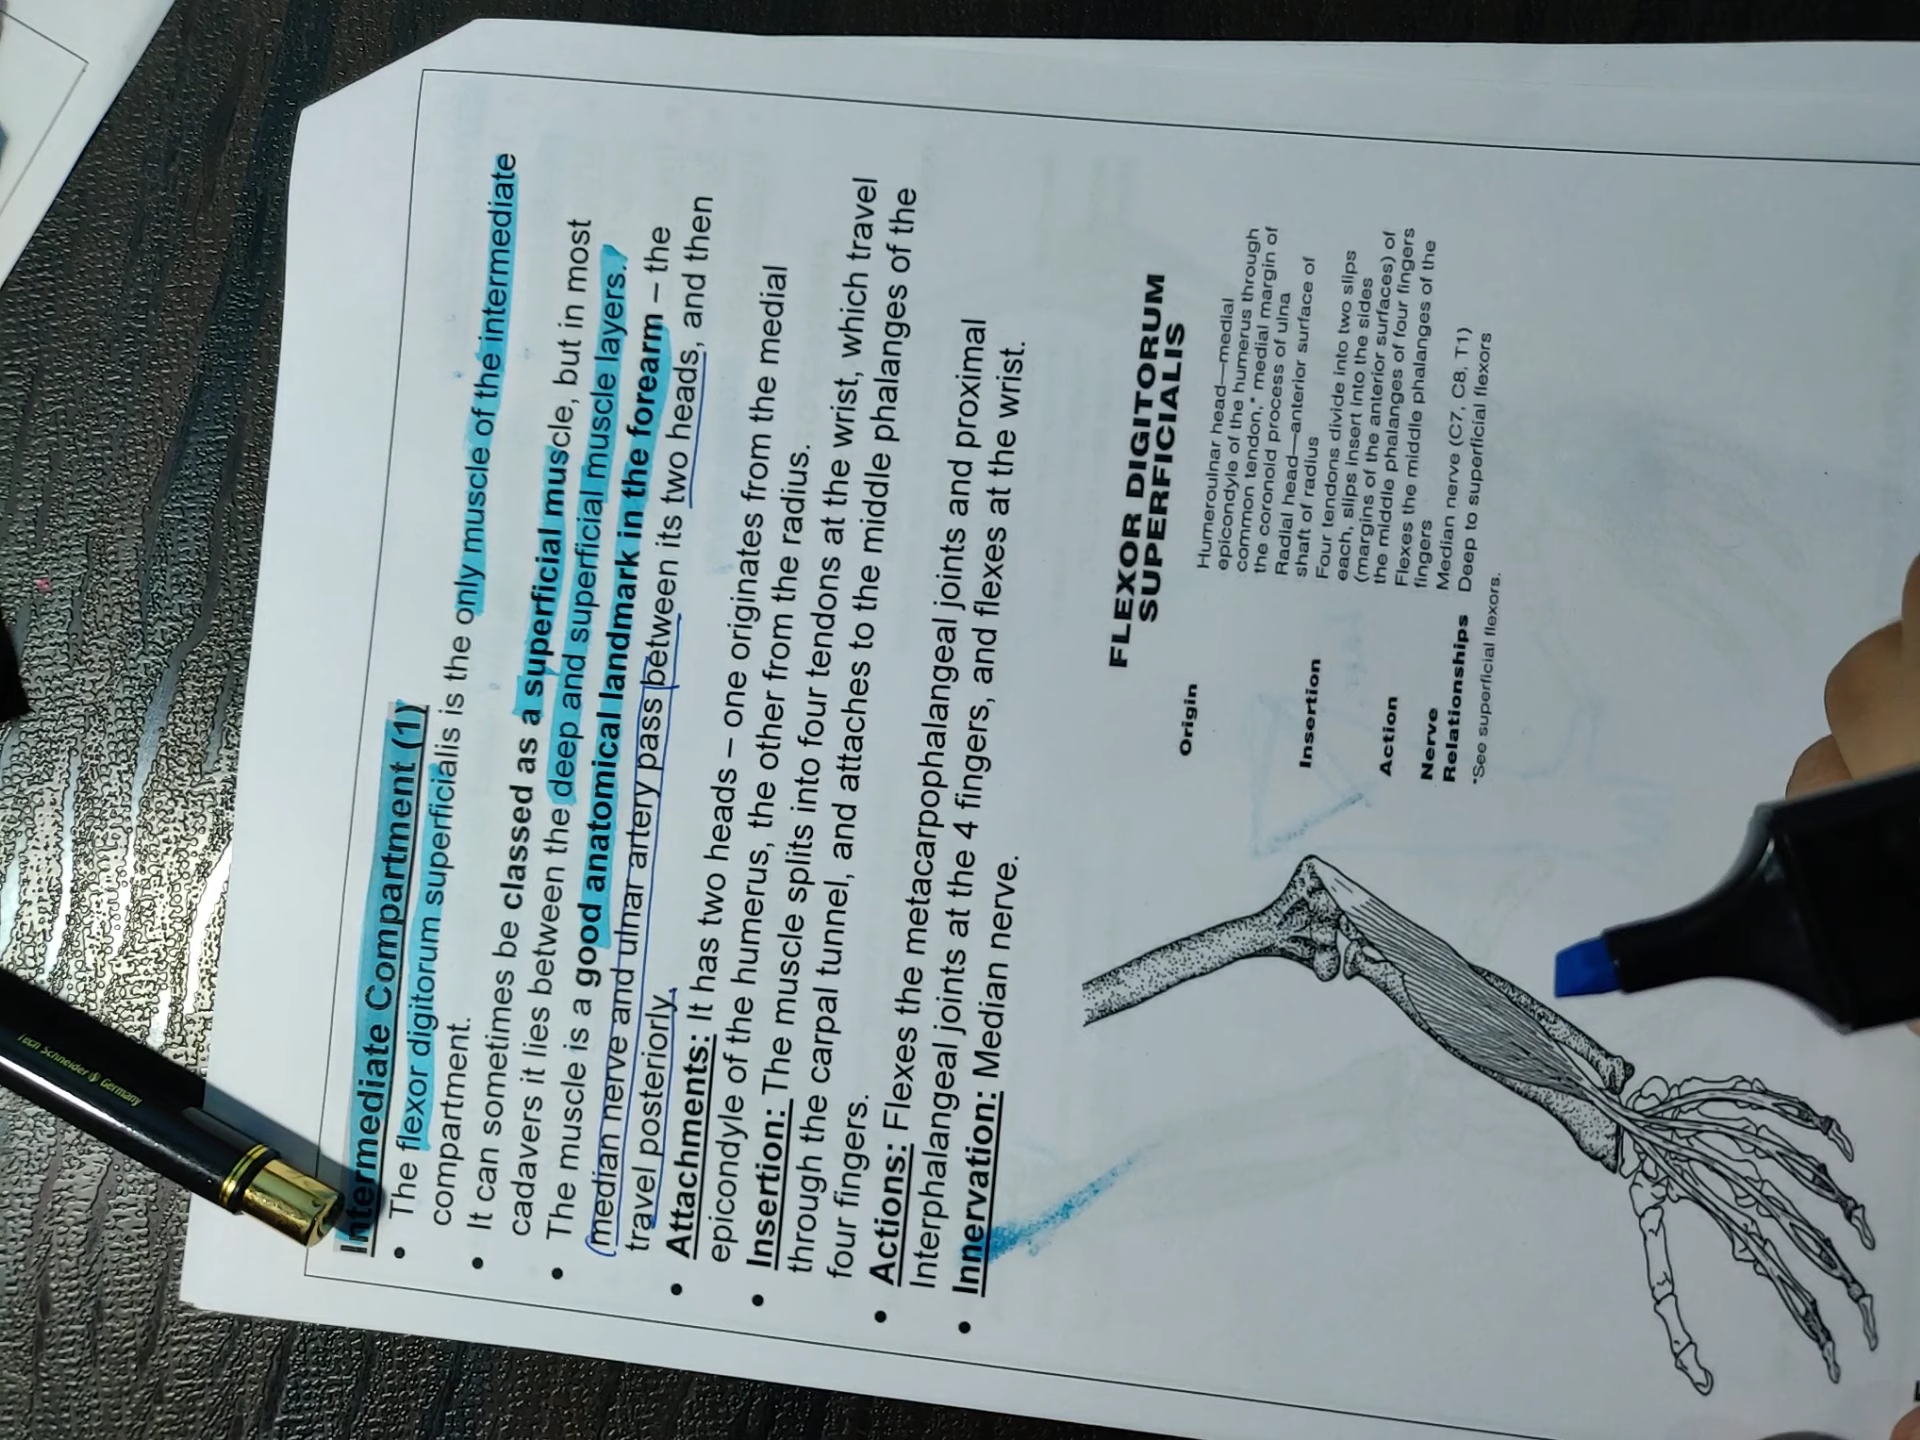 Intermediate Compartment (1)
• The flexor digitorum superficialis is the only muscle of the intermediate
compartment.
• It can sometimes be classed as a superficial muscle, but in most
cadavers it lies between the deep and superficial muscle layers.
• The muscle is a good anatomical landmark in the forearm – the
(median nerve and ulnar artery pass between its two heads, and then
travel posteriorly.
• Attachments: It has two heads – one originates from the medial
epicondyle of the humerus, the other from the radius.
• Insertion: The muscle splits into four tendons at the wrist, which travel
through the carpal tunnel, and attaches to the middle phalanges of the
four fingers.
• Actions: Flexes the metacarpophalangeal joints and proximal
interphalangeal joints at the 4 fingers, and flexes at the wrist.
• Innervation: Median nerve.
FLEXOR DIGITORUM
SUPERFICIALIS
Origin
Humeroulnar head—medial
epicondyle of the humerus through
common tendon,* medial margin of
the coronoid process of ulna
Radial head—anterior surface of
shaft of radius
Insertion
Four tendons divide into two slips
each, slips insert into the sides
(margins of the anterior surfaces) of
the middle phalanges of four fingers
Action
Flexes the middle phalanges of the
fingers
Nerve
Median nerve (C7, C8, T1)
Relationships
Deep to superficial flexors
*See superficial flexors.
Schneider Germany